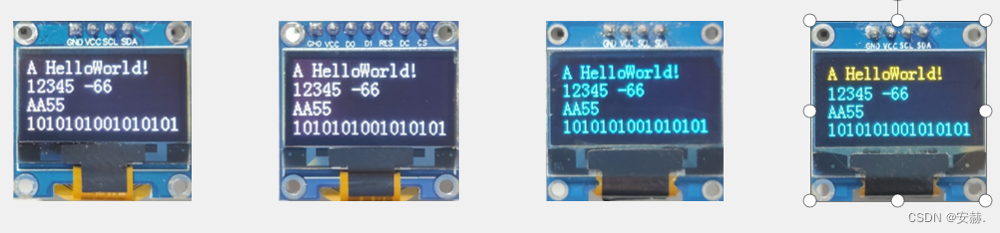 GND VCC SCL SDA
A HelloWorld!
12345 -66
AA55
1010101001010101
GND VCC D0 D1 RES DC CS
A HelloWorld!
12345 -66
AA55
1010101001010101
GND VCC SCL SDA
A HelloWorld!
12345 -66
AA55
1010101001010101
GND VCC SCL SDA
A HelloWorld!
12345 -66
AA55
1010101001010101
CSDN @安赫.